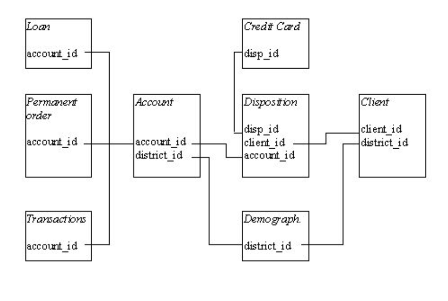 Loan
account_id
Credit Card
disp_id
Permanent
order
account_id
Account
account_id
district_id
Disposition
disp_id
client_id
account_id
Client
client_id
district_id
Transactions
account_id
Demograph.
district_id